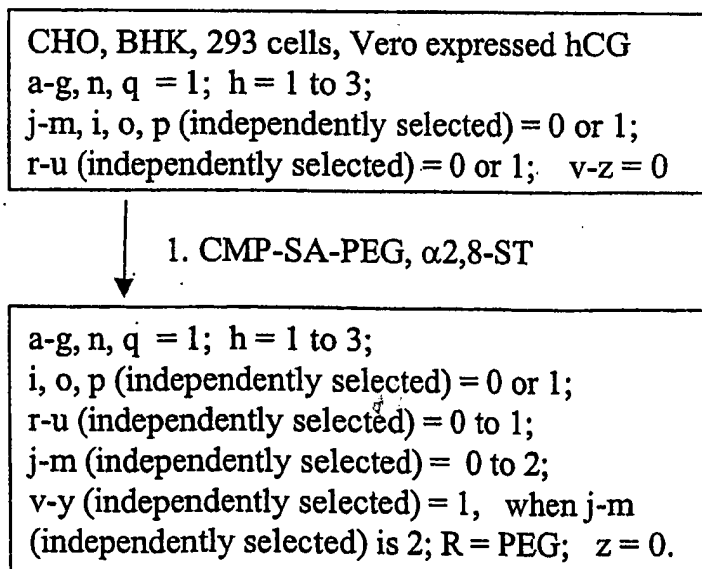 CHO, BHK, 293 cells, Vero expressed hCG
a-g, n, q = 1; h = 1 to 3;
j-m, i, o, p (independently selected) = 0 or 1;
r-u (independently selected) = 0 or 1; v-z = 0
1. CMP-SA-PEG, α2,8-ST
a-g, n, q = 1; h = 1 to 3;
i, o, p (independently selected) = 0 or 1;
r-u (independently selected) = 0 to 1;
j-m (independently selected) = 0 to 2;
v-y (independently selected) = 1, when j-m
(independently selected) is 2; R = PEG; z = 0.